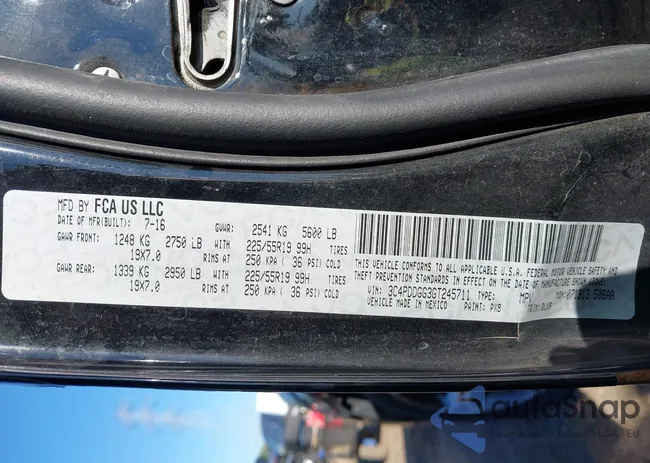 MFD BY FCA US LLC
DATE OF MFR(BUILT): 7-16 GVWR: 2541 KG 5600 LB
GAWR FRONT: 1248 KG 2750 LB WITH 225/55R19 99H TIRES
19X7.0 RIMS AT 250 KPA ( 36 PSI) COLD
GAWR REAR: 1339 KG 2950 LB WITH 225/55R19 99H TIRES
19X7.0 RIMS AT 250 KPA ( 36 PSI) COLD
THIS VEHICLE CONFORMS TO ALL APPLICABLE U.S.A. FEDERAL MOTOR VEHICLE SAFETY AND
THEFT PREVENTION STANDARDS IN EFFECT ON THE DATE OF MANUFACTURE SHOWN ABOVE.
VIN: 3C4PDDGG3GT245711 TYPE: MPV
VEHICLE MADE IN MEXICO PAINT: PXB
autoSnap